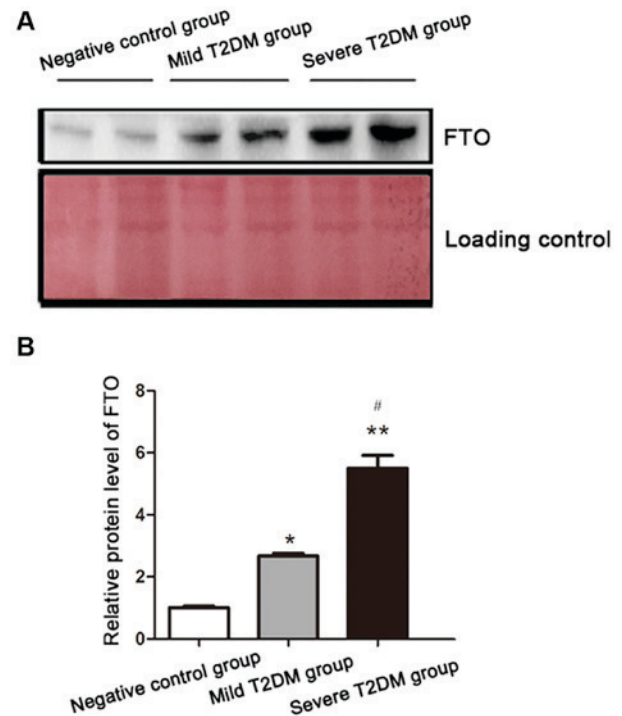 A
Negative control group
Mild T2DM group
Severe T2DM group
FTO
Loading control
B
Relative protein level of FTO
8
6
4
2
0
*
**
#
Negative control group
Mild T2DM group
Severe T2DM group